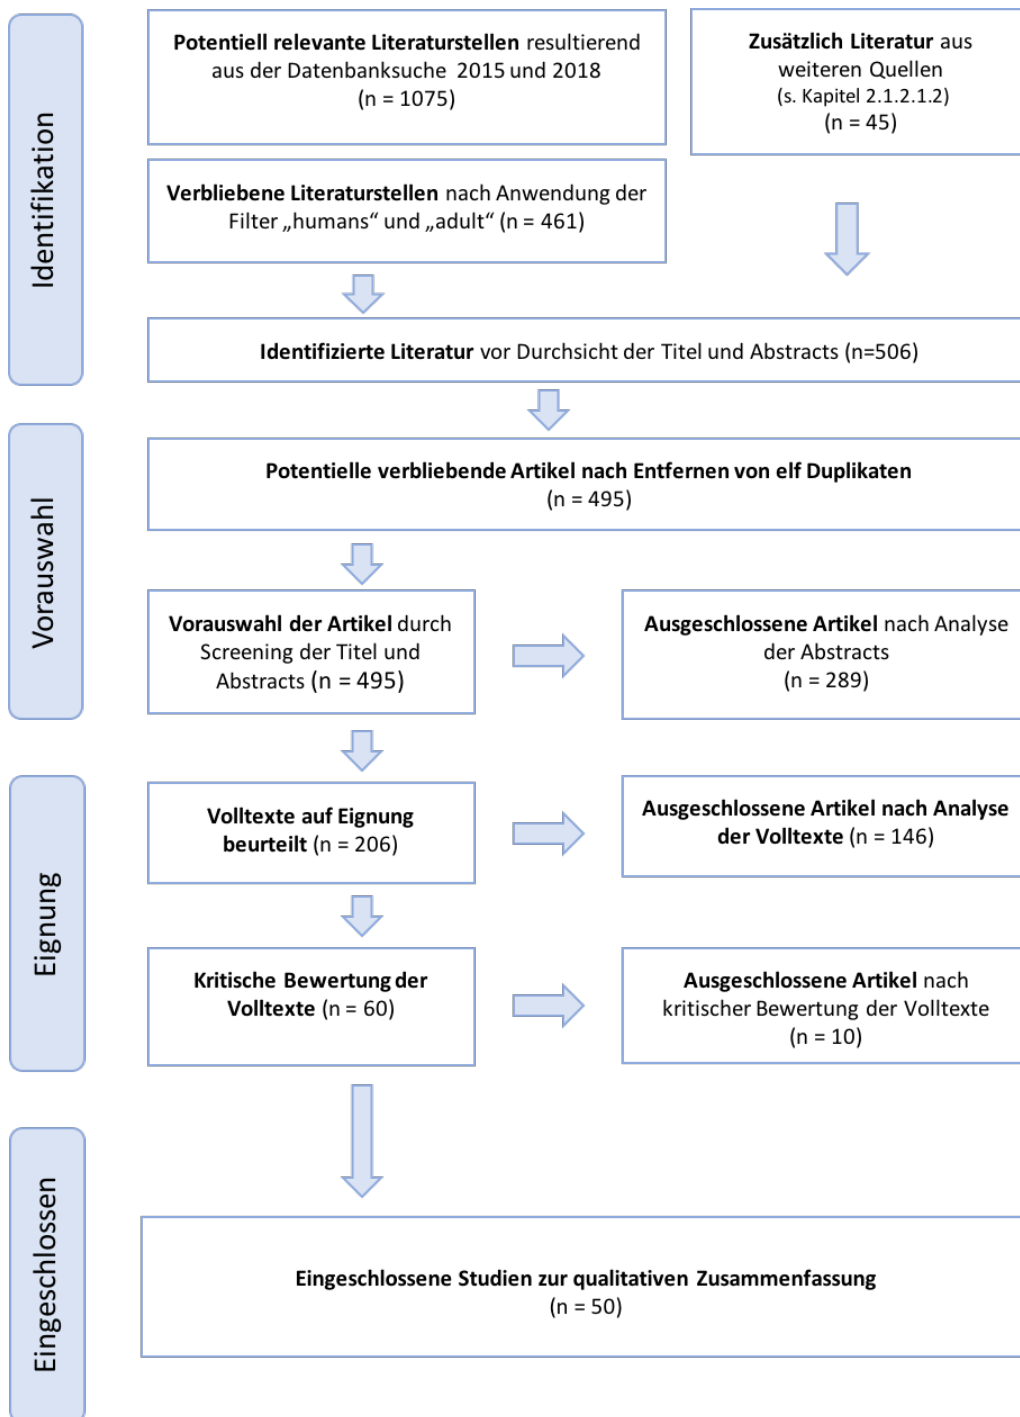 Identifikation
Potentiell relevante Literaturstellen resultierend
aus der Datenbanksuche 2015 und 2018
(n = 1075)
Zusätzlich Literatur aus
weiteren Quellen
(s. Kapitel 2.1.2.1.2)
(n = 45)
Verbliebene Literaturstellen nach Anwendung der
Filter „humans“ und „adult“ (n = 461)
Identifizierte Literatur vor Durchsicht der Titel und Abstracts (n=506)
Vorauswahl
Potentielle verbliebende Artikel nach Entfernen von elf Duplikaten
(n = 495)
Vorauswahl der Artikel durch
Screening der Titel und
Abstracts (n = 495)
Ausgeschlossene Artikel nach Analyse
der Abstracts
(n = 289)
Eignung
Volltexte auf Eignung
beurteilt (n = 206)
Ausgeschlossene Artikel nach Analyse
der Volltexte (n = 146)
Kritische Bewertung der
Volltexte (n = 60)
Ausgeschlossene Artikel nach
kritischer Bewertung der Volltexte
(n = 10)
Eingeschlossen
Eingeschlossene Studien zur qualitativen Zusammenfassung
(n = 50)